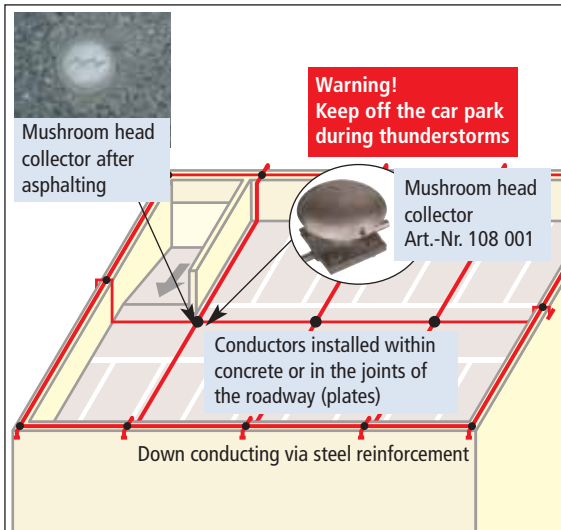 Warning!
Keep off the car park
during thunderstorms
Mushroom head
collector after
asphalting
Mushroom head
collector
Art.-Nr. 108 001
Conductors installed within
concrete or in the joints of
the roadway (plates)
Down conducting via steel reinforcement